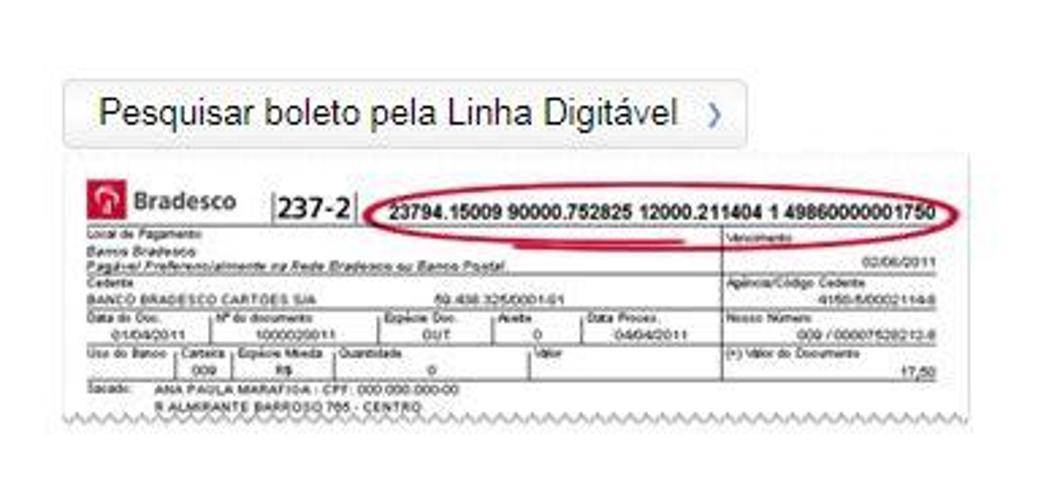 Pesquisar boleto pela Linha Digitável
Bradesco 237-2 23794.15009 90000.752825 12000.211404 1 49860000001750
Local de Pagamento Vencimento
Banco Bradesco
Pagável Preferencialmente na Rede Bradesco ou Banco Postal. 02/06/2011
Cedente Agência/Código Cedente
BANCO BRADESCO CARTOES S/A 59.438.325/0001-01 4150-5/0002114-8
Data do Doc. Nº do documento Espécie Doc. Aceite Data Proces. Nosso Número
01/04/2011 1000020011 OUT 0 04/04/2011 009 / 00007528212-8
Uso do Banco Carteira Espécie Moeda Quantidade Valor (=) Valor do Documento
009 R$ 0 17,50
Sacado: ANA PAULA : CPF: 000.000.000-00
R ALMIRANTE BARROSO 765 - CENTRO